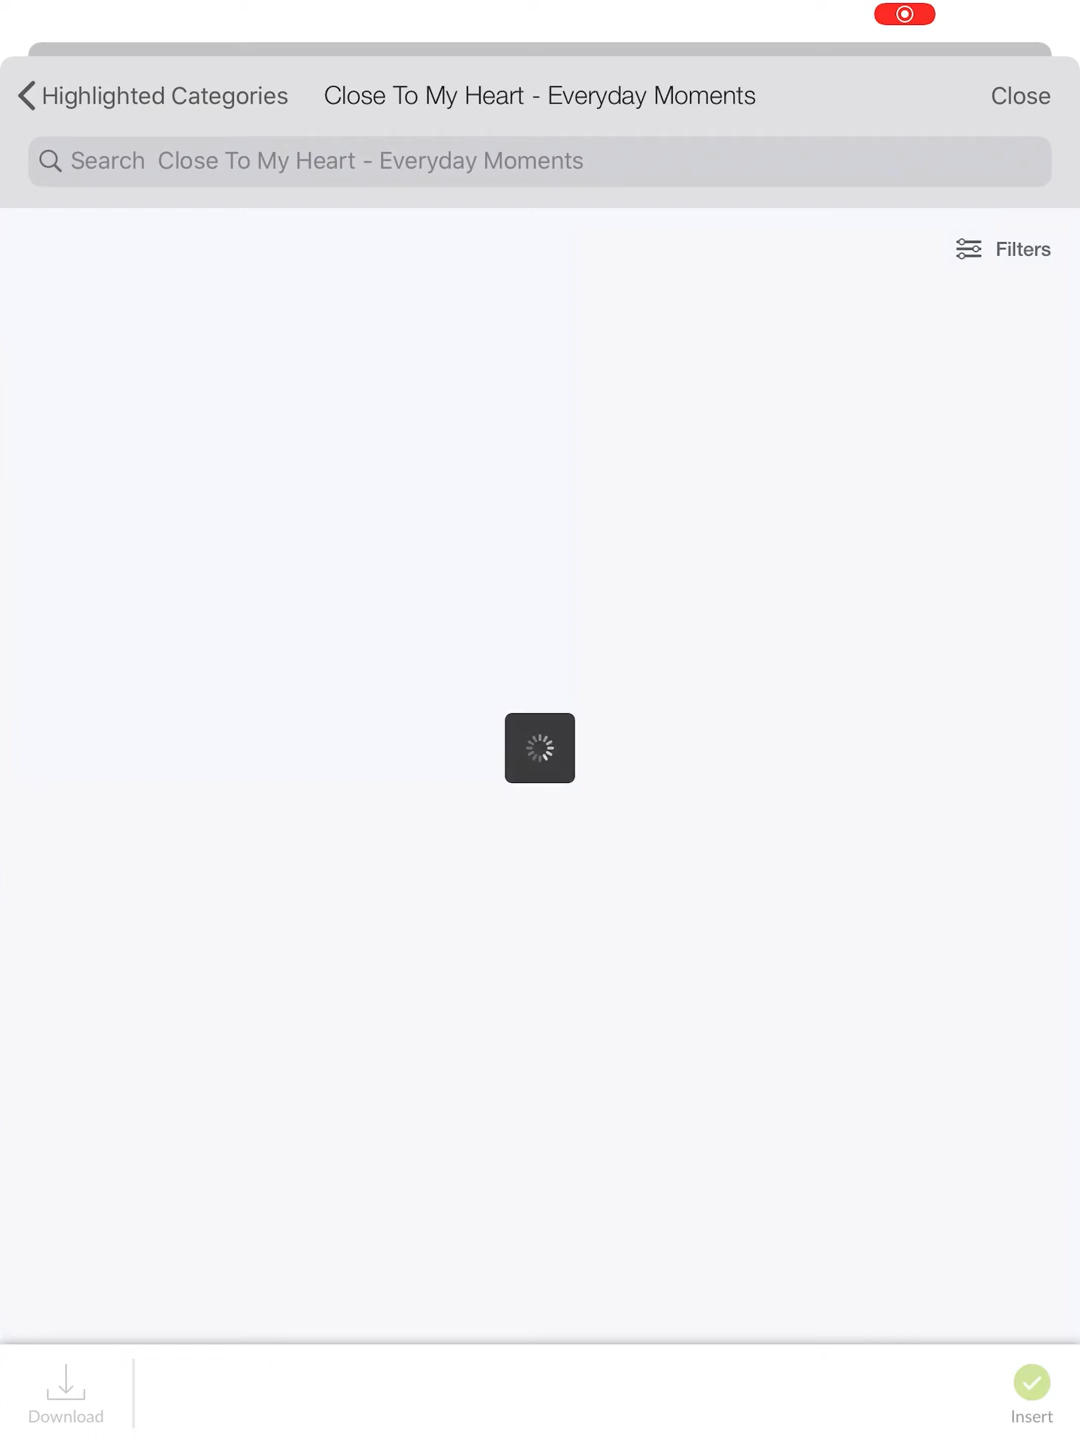 Highlighted Categories
Close To My Heart - Everyday Moments
Close
Search Close To My Heart - Everyday Moments
Filters
Download
Insert